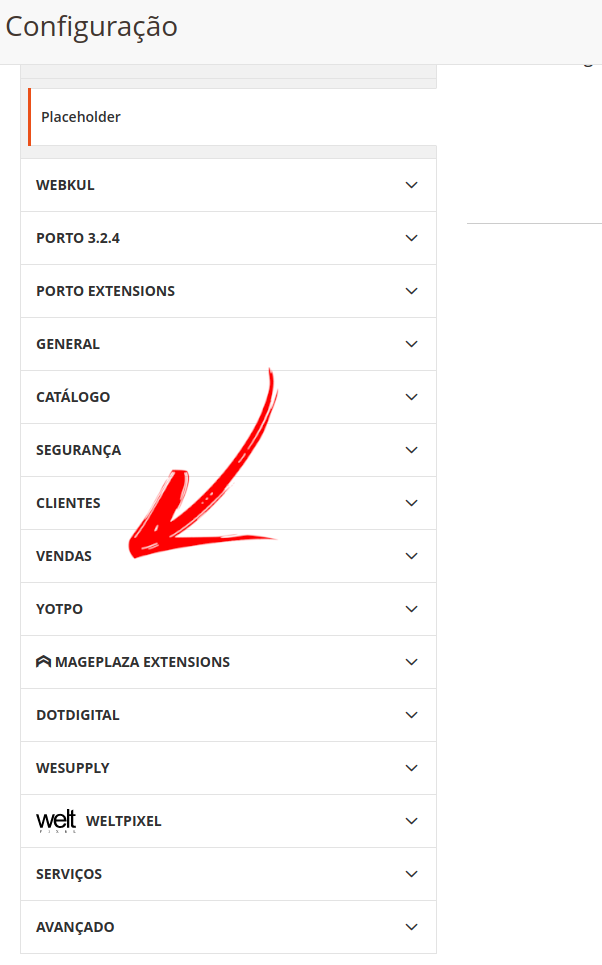 Configuração
Placeholder
WEBKUL
PORTO 3.2.4
PORTO EXTENSIONS
GENERAL
CATÁLOGO
SEGURANÇA
CLIENTES
VENDAS
YOTPO
MAGEPLAZA EXTENSIONS
DOTDIGITAL
WESUPPLY
welt PIXEL WELTPIXEL
SERVIÇOS
AVANÇADO